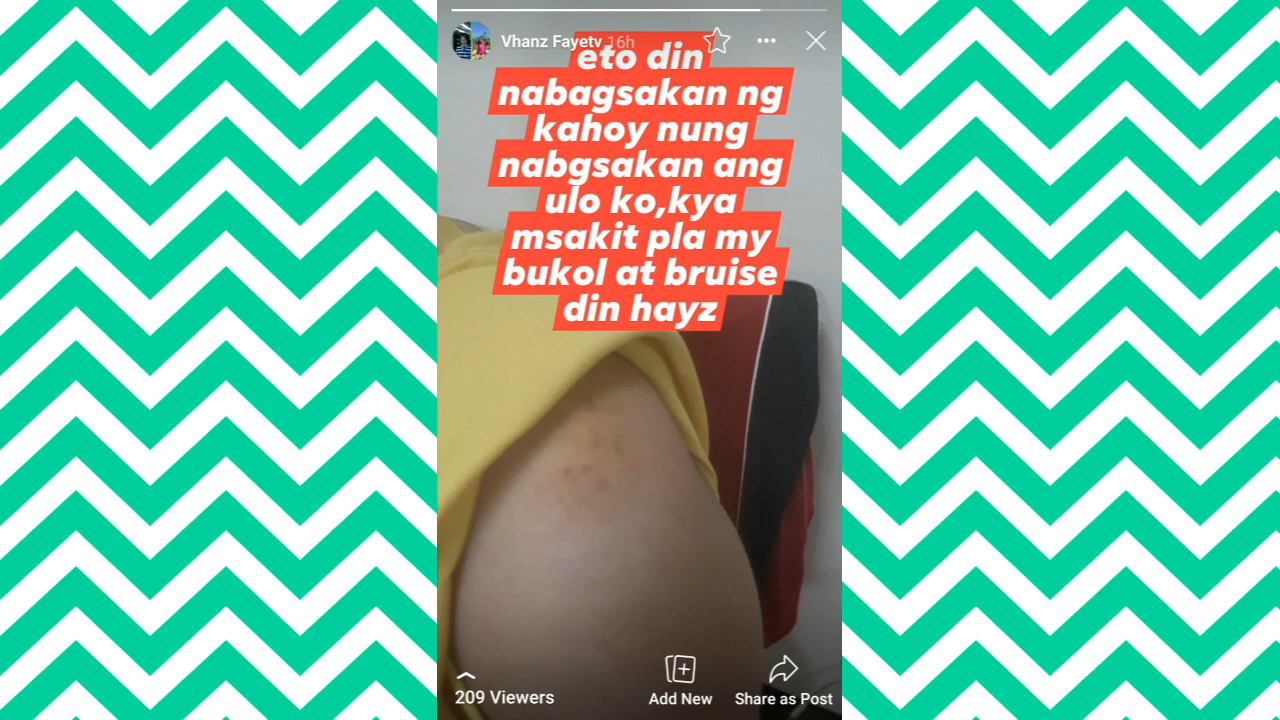 Vhanz Fayetv 16h
eto din
nabagsakan ng
kahoy nung
nabgsakan ang
ulo ko,kya
msakit pla my
bukol at bruise
din hayz
209 Viewers
Add New
Share as Post